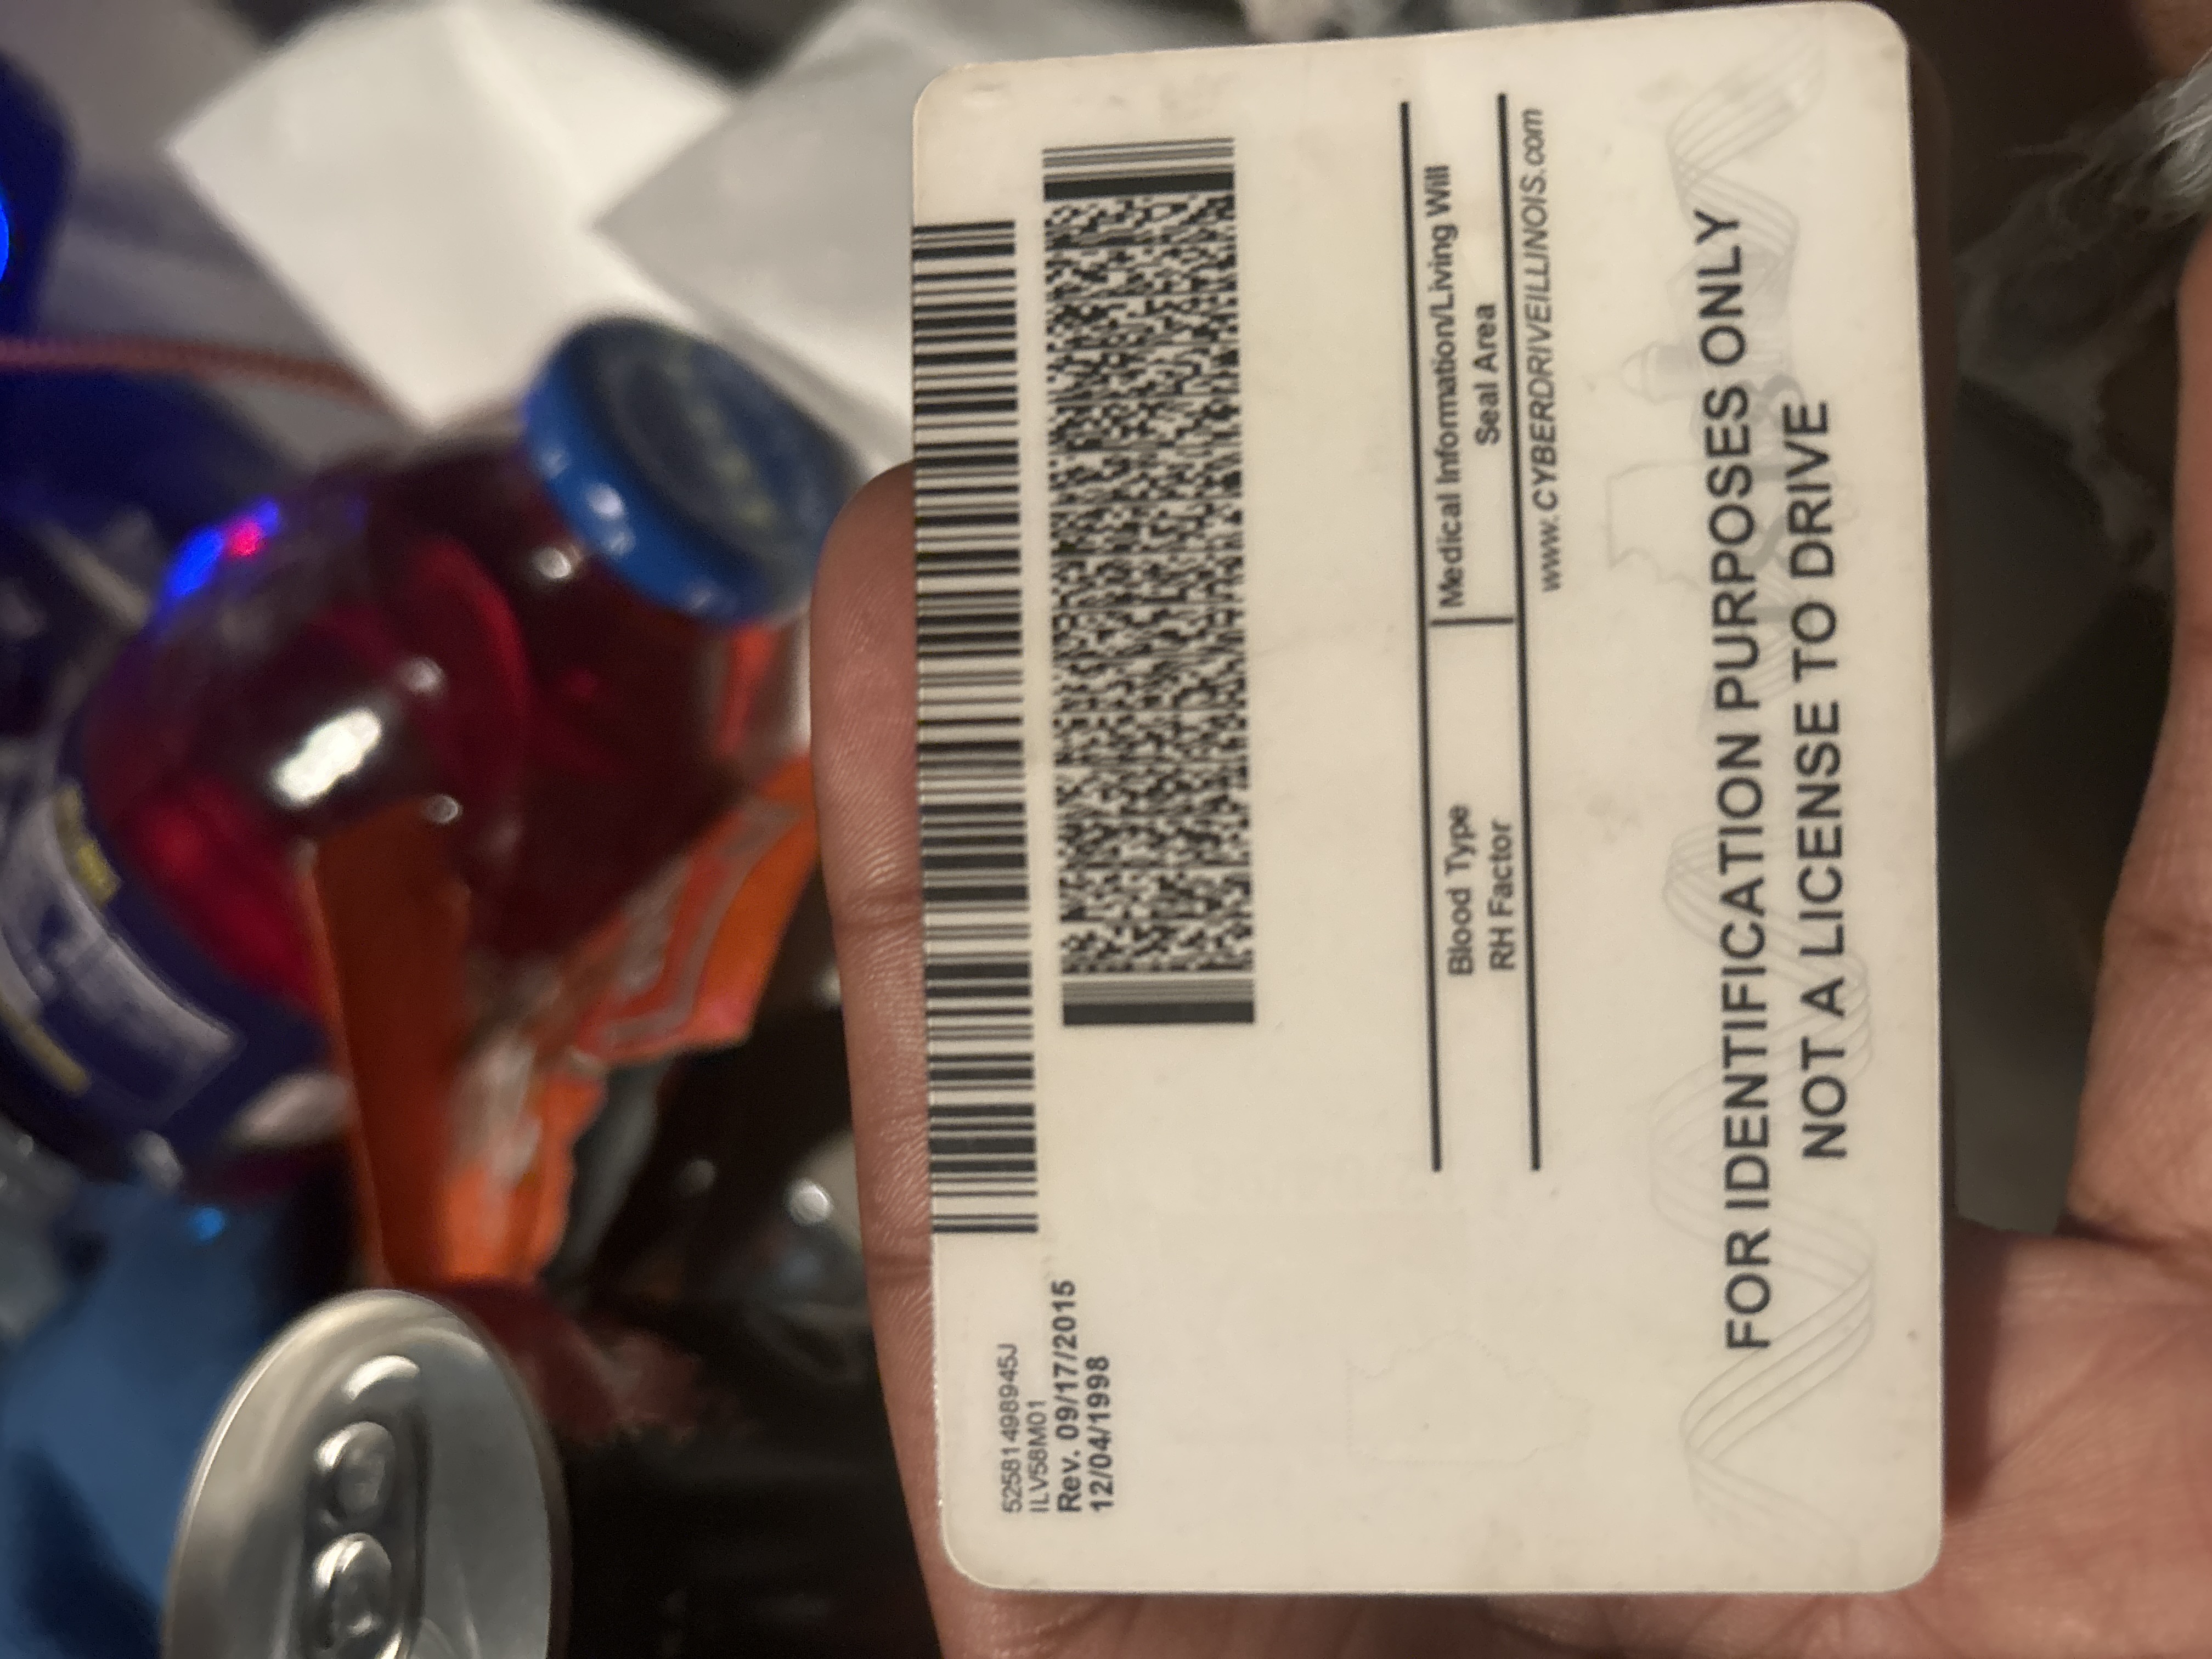 52581498945J
ILV58M01
Rev. 09/17/2015
12/04/1998
Blood Type
RH Factor
Medical Information/Living Will
Seal Area
www.CYBERDRIVEILLINOIS.com
FOR IDENTIFICATION PURPOSES ONLY
NOT A LICENSE TO DRIVE